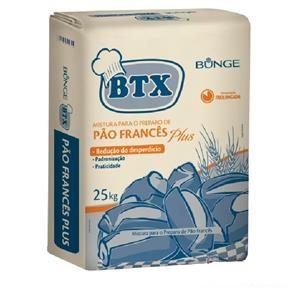 BUNGE
BTX
MISTURA PARA O PREPARO DE
PÃO FRANCÊS Plus
PROLONGADA
• Redução do desperdício
• Padronização
• Praticidade
25kg
Mistura para o Preparo de Pão Francês
BUNGE
BTX
PÃO FRANCÊS PLUS